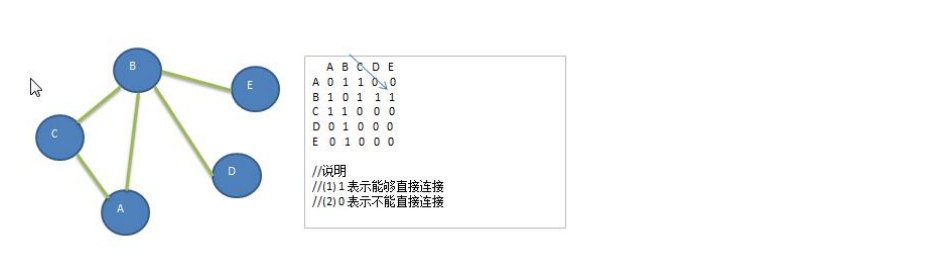 B
E
C
D
A
A B C D E
A 0 1 1 0 0
B 1 0 1 1 1
C 1 1 0 0 0
D 0 1 0 0 0
E 0 1 0 0 0
//说明
//(1) 1 表示能够直接连接
//(2) 0 表示不能直接连接